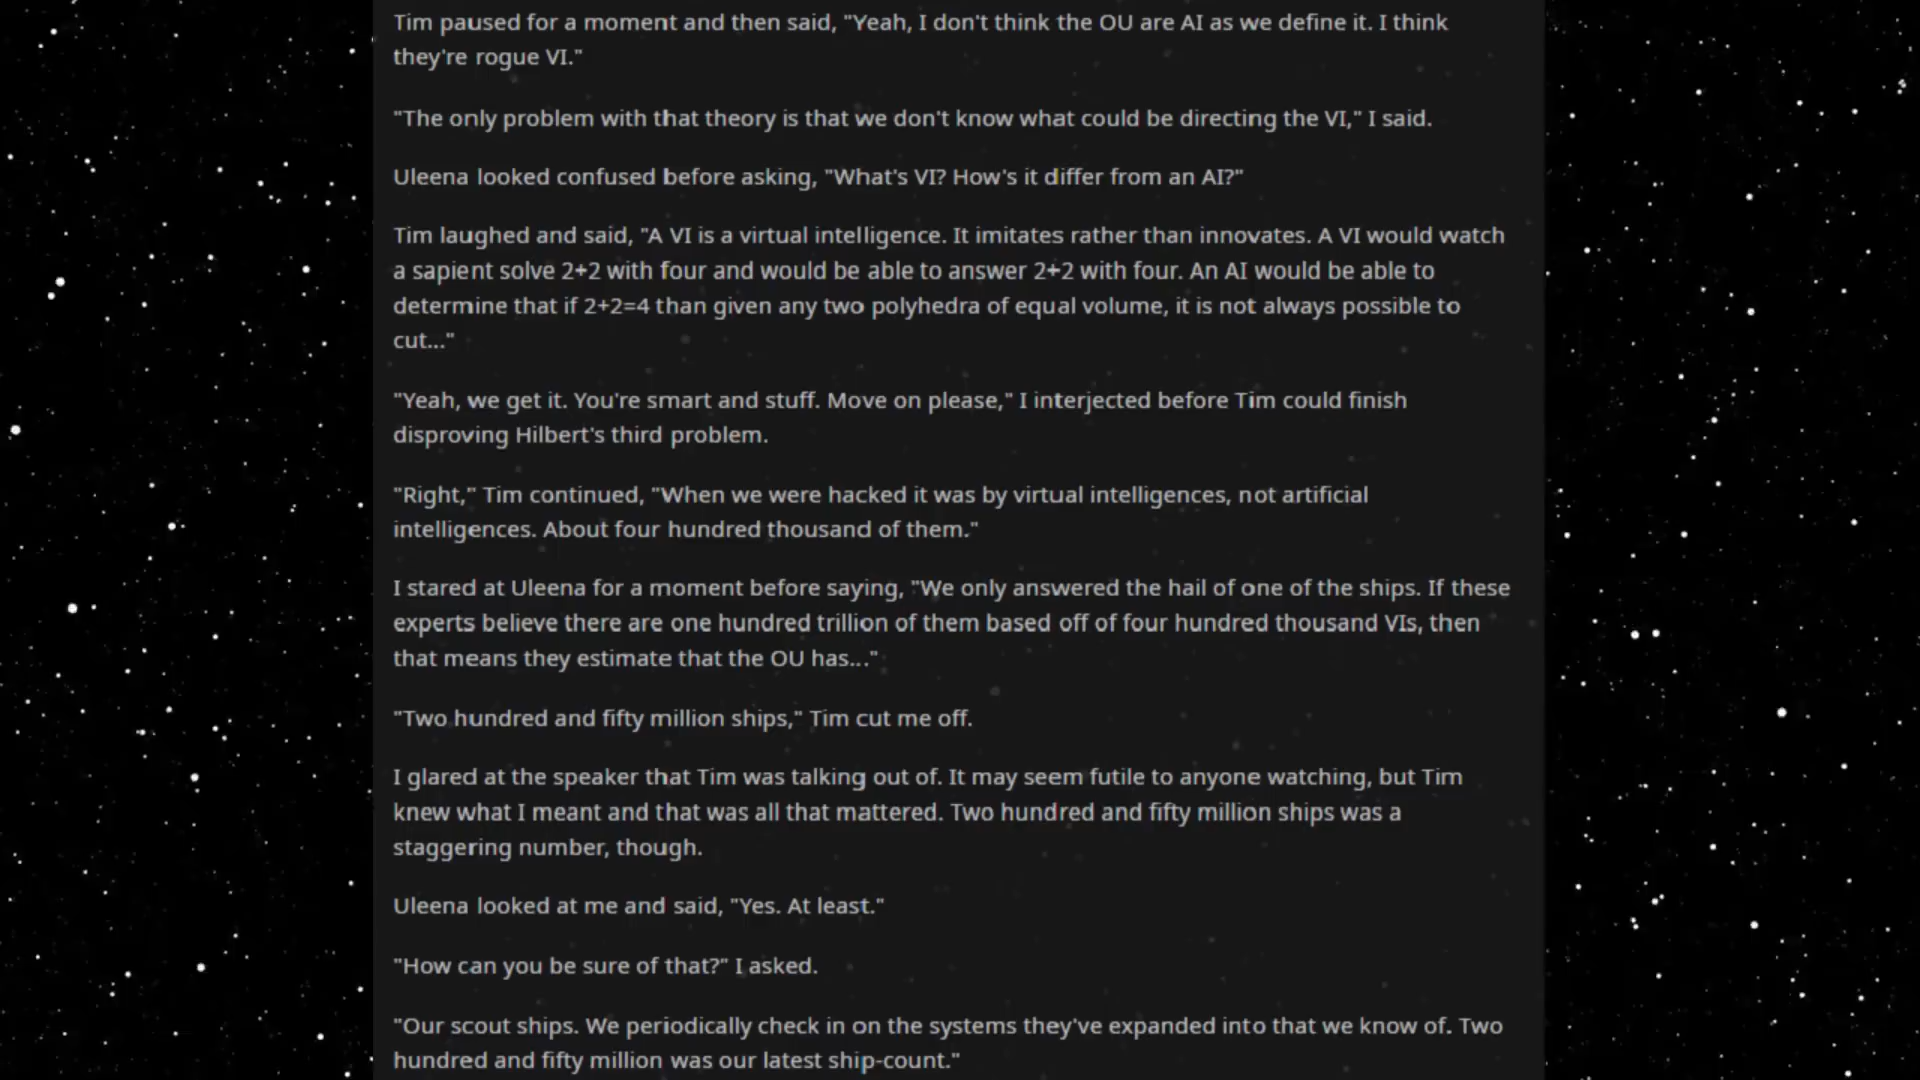 Tim paused for a moment and then said, "Yeah, I don't think the OU are AI as we define it. I think
they're rogue VI."
"The only problem with that theory is that we don't know what could be directing the VI," I said.
Uleena looked confused before asking, "What's VI? How's it differ from an AI?"
Tim laughed and said, "A VI is a virtual intelligence. It imitates rather than innovates. A VI would watch
a sapient solve 2+2 with four and would be able to answer 2+2 with four. An AI would be able to
determine that if 2+2=4 than given any two polyhedra of equal volume, it is not always possible to
cut..."
"Yeah, we get it. You're smart and stuff. Move on please," I interjected before Tim could finish
disproving Hilbert's third problem.
"Right," Tim continued, "When we were hacked it was by virtual intelligences, not artificial
intelligences. About four hundred thousand of them."
I stared at Uleena for a moment before saying, "We only answered the hail of one of the ships. If these
experts believe there are one hundred trillion of them based off of four hundred thousand VIs, then
that means they estimate that the OU has..."
"Two hundred and fifty million ships," Tim cut me off.
I glared at the speaker that Tim was talking out of. It may seem futile to anyone watching, but Tim
knew what I meant and that was all that mattered. Two hundred and fifty million ships was a
staggering number, though.
Uleena looked at me and said, "Yes. At least."
"How can you be sure of that?" I asked.
"Our scout ships. We periodically check in on the systems they've expanded into that we know of. Two
hundred and fifty million was our latest ship-count."